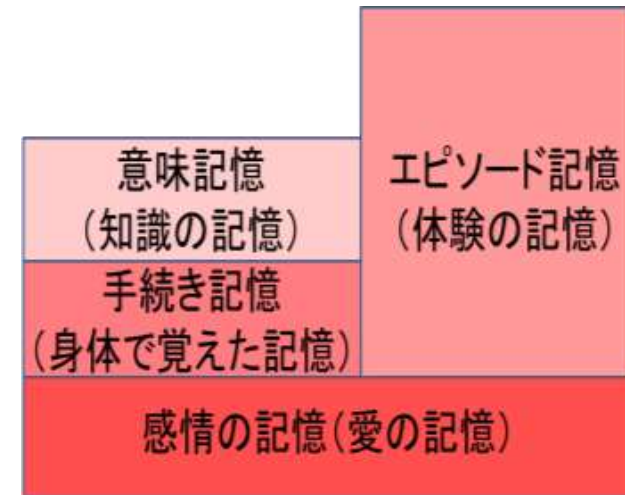 意味記憶
(知識の記憶)
エピソード記憶
(体験の記憶)
手続き記憶
(身体で覚えた記憶)
感情の記憶(愛の記憶)